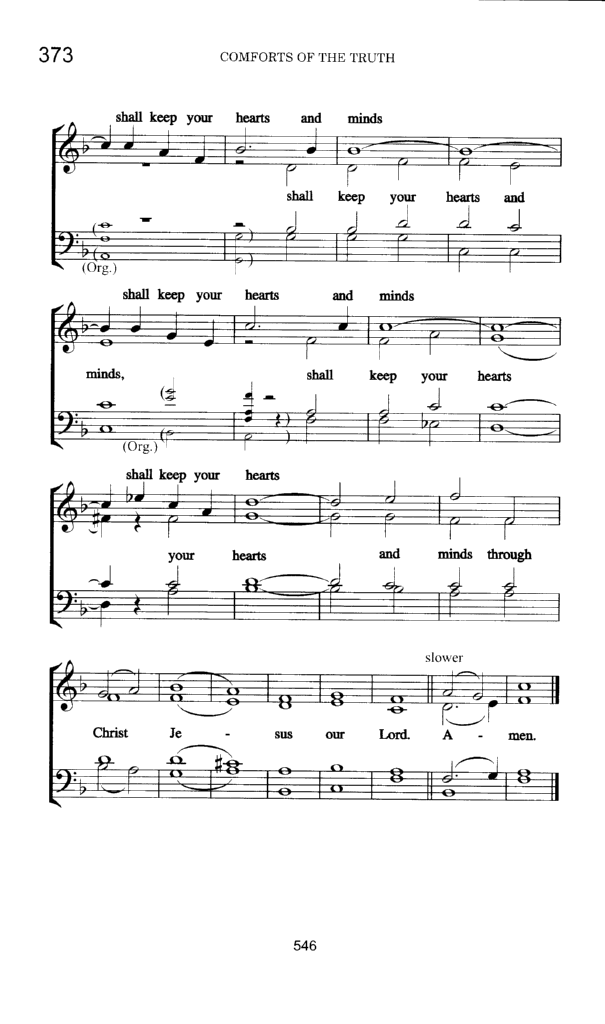 373
COMFORTS OF THE TRUTH
shall keep your hearts and minds
shall keep your hearts and
(Org.)
shall keep your hearts and minds
minds, shall keep your hearts
(Org.)
shall keep your hearts
your hearts and minds through
slower
Christ Je - sus our Lord. A - men.
546